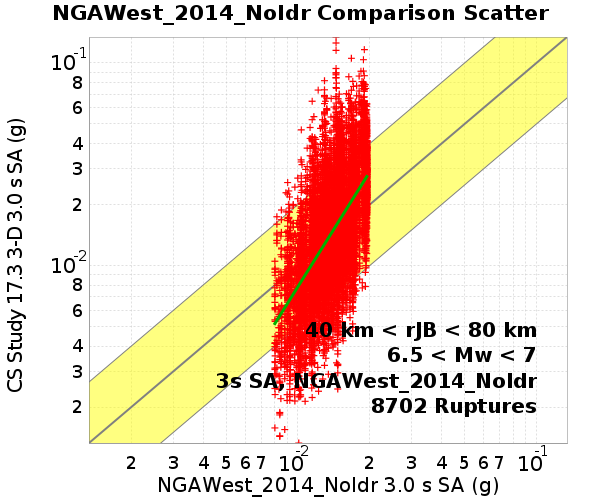 NGAWest_2014_NoIdr Comparison Scatter
CS Study 17.3 3-D 3.0 s SA (g)
10-1
8
6
4
3
2
10-2
8
6
4
3
2
40 km < rJB < 80 km
6.5 < Mw < 7
3s SA, NGAWest_2014_NoIdr
8702 Ruptures
2 3 4 5 6 7 10-2 2 3 4 5 6 7 10-1
NGAWest_2014_NoIdr 3.0 s SA (g)